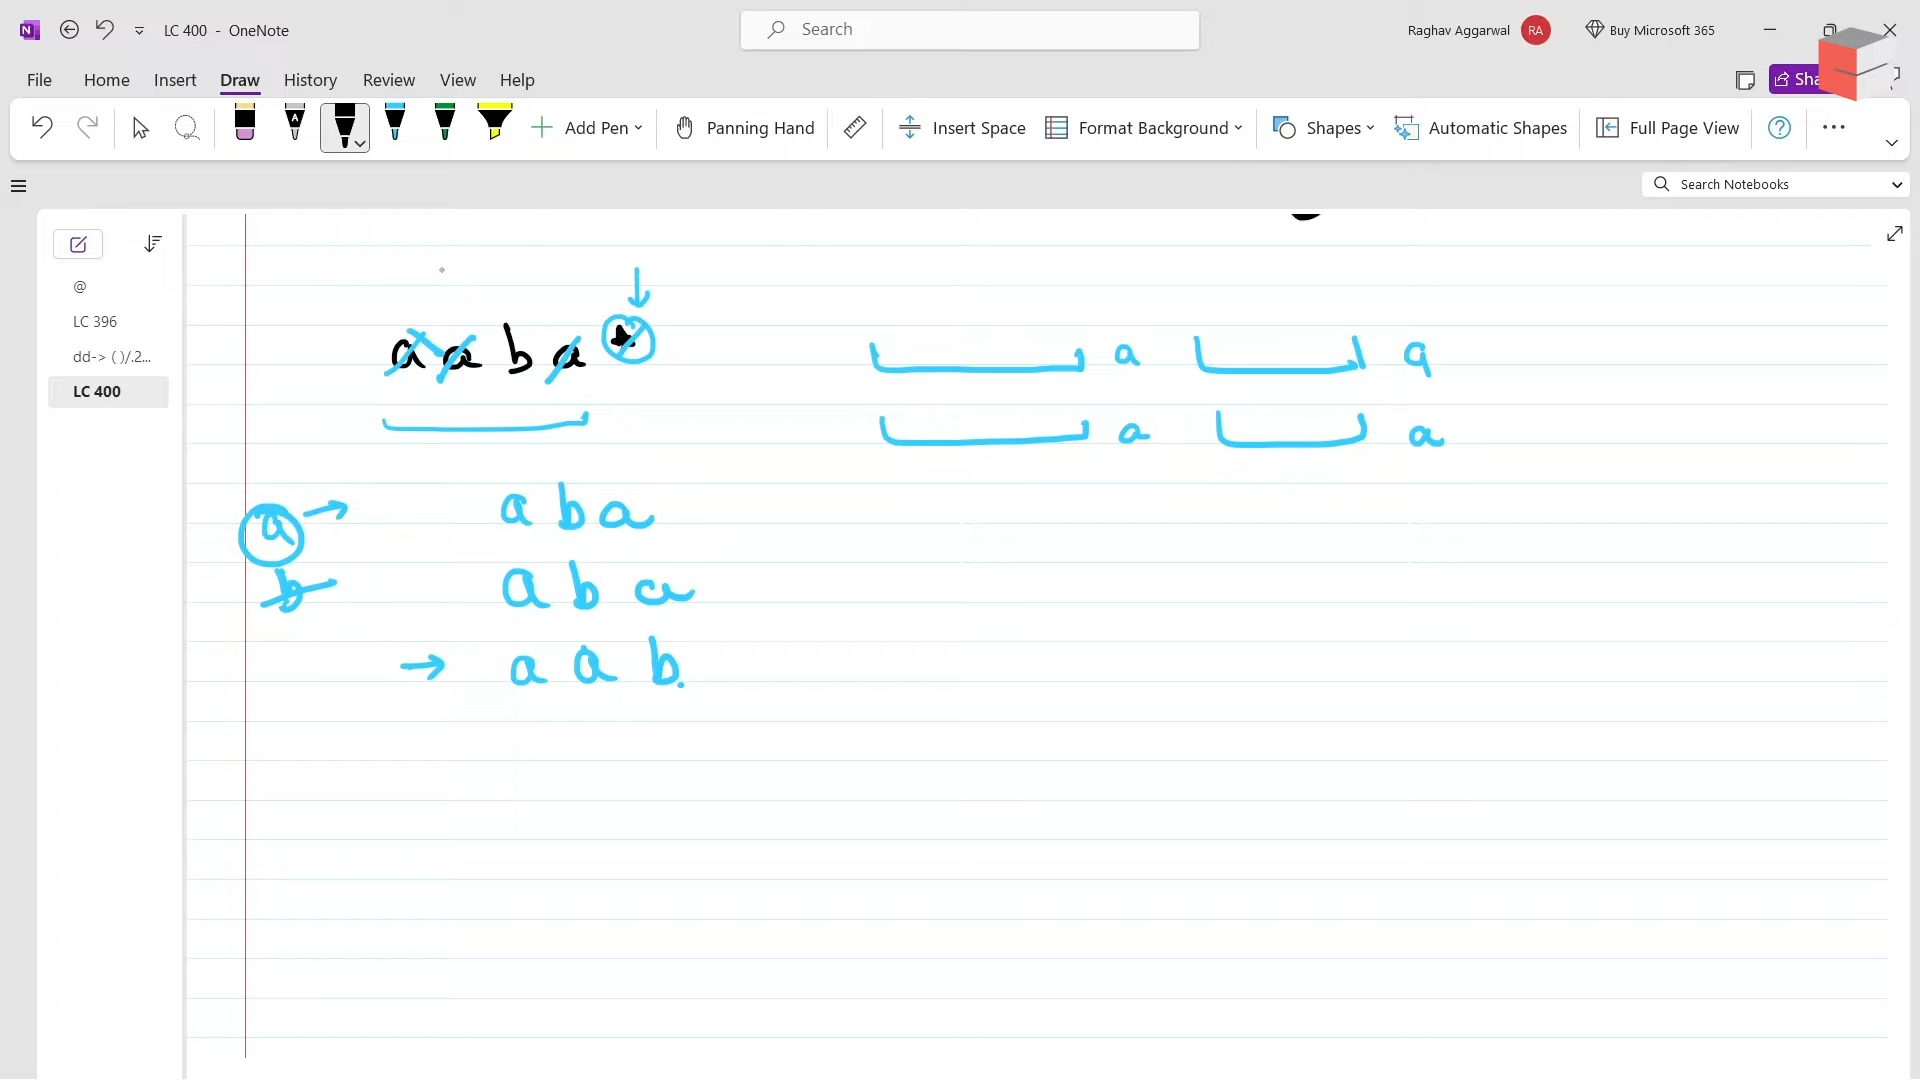 LC 400 - OneNote
Search
Raghav Aggarwal
RA
Buy Microsoft 365
File Home Insert Draw History Review View Help
Add Pen
Panning Hand
Insert Space
Format Background
Shapes
Automatic Shapes
Full Page View
Search Notebooks
@
LC 396
dd-> ( )/.2...
LC 400
a a b a *
a a
a a
a a b a
b a b a
a a b.